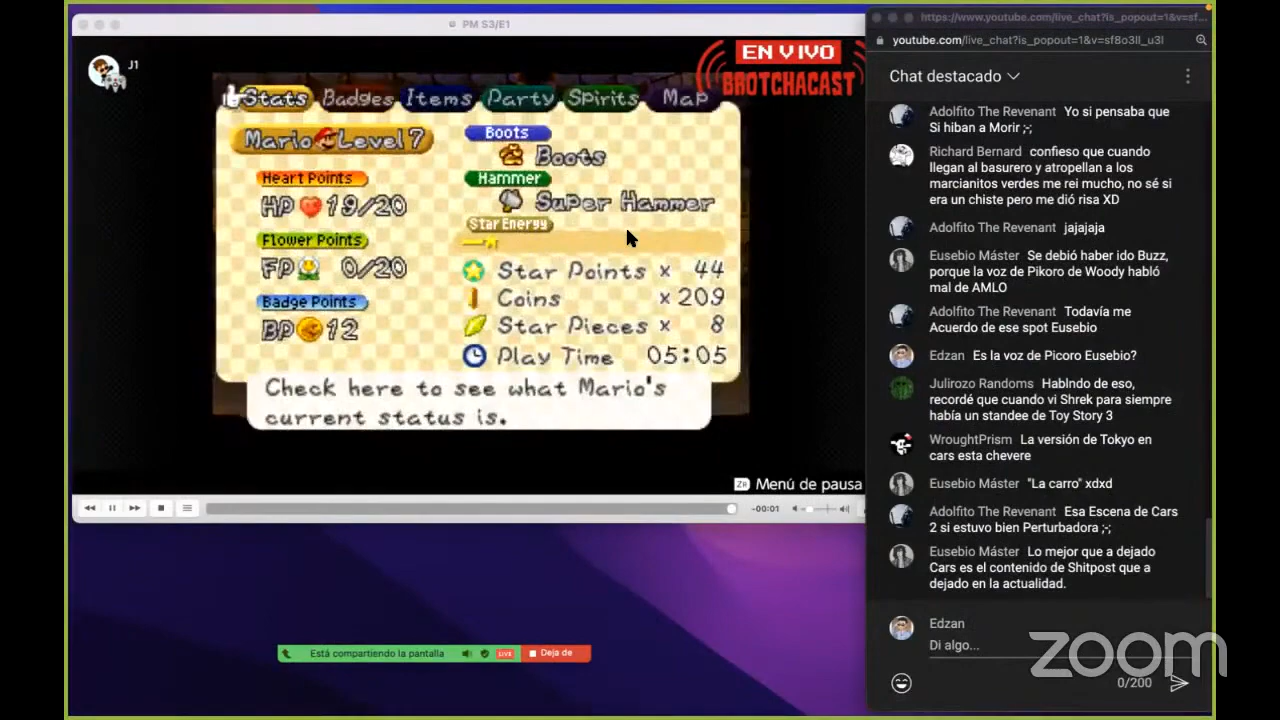 PM S3/E1
J1
EN VIVO
BROTCHACAST
Stats Badges Items Party Spirits Map
Mario Level 7
Heart Points
HP 19/20
Flower Points
FP 0/20
Badge Points
BP 12
Boots
Boots
Hammer
Super Hammer
Star Energy
Star Points x 44
Coins x 209
Star Pieces x 8
Play Time 05:05
Check here to see what Mario's
current status is.
ZR Menú de pausa
-00:01
Está compartiendo la pantalla LIVE Deja de
https://www.youtube.com/live_chat?is_popout=1&v=sf...
youtube.com/live_chat?is_popout=1&v=sf8o3Il_u3I
Chat destacado
Adolfito The Revenant Yo si pensaba que
Si hiban a Morir ;-;
Richard Bernard confieso que cuando
llegan al basurero y atropellan a los
marcianitos verdes me rei mucho, no sé si
era un chiste pero me dió risa XD
Adolfito The Revenant jajajaja
Eusebio Máster Se debió haber ido Buzz,
porque la voz de Pikoro de Woody habló
mal de AMLO
Adolfito The Revenant Todavía me
Acuerdo de ese spot Eusebio
Edzan Es la voz de Picoro Eusebio?
Julirozo Randoms Hablndo de eso,
recordé que cuando vi Shrek para siempre
había un standee de Toy Story 3
WroughtPrism La versión de Tokyo en
cars esta chevere
Eusebio Máster "La carro" xdxd
Adolfito The Revenant Esa Escena de Cars
2 si estuvo bien Perturbadora ;-;
Eusebio Máster Lo mejor que a dejado
Cars es el contenido de Shitpost que a
dejado en la actualidad.
Edzan
Di algo...
0/200
zoom